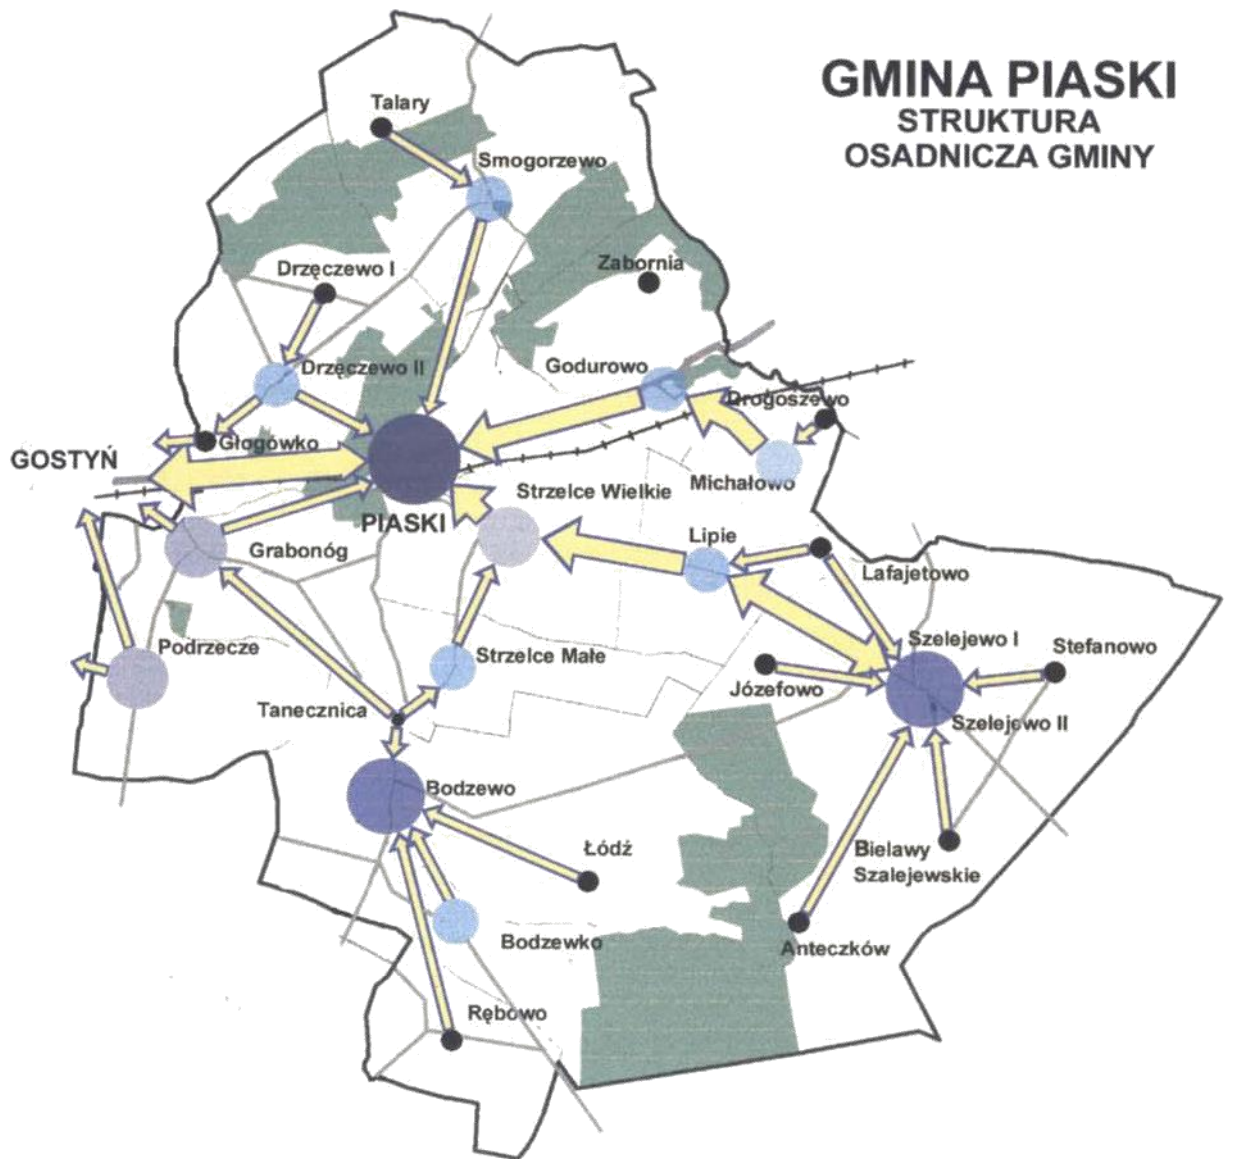 GMINA PIASKI
STRUKTURA
OSADNICZA GMINY
Talary
Smogorzewo
Zabornia
Drzęczewo I
Drzęczewo II
Godurowo
Drogoszewo
Głogówko
GOSTYŃ
Michałowo
Strzelce Wielkie
PIASKI
Lipie
Grabonóg
Lafajetowo
Podrzecze
Szelejewo I
Stefanowo
Strzelce Małe
Józefowo
Tanecznica
Szelejewo II
Bodzewo
Łódź
Bielawy
Szalejewskie
Bodzewko
Anteczków
Rębowo